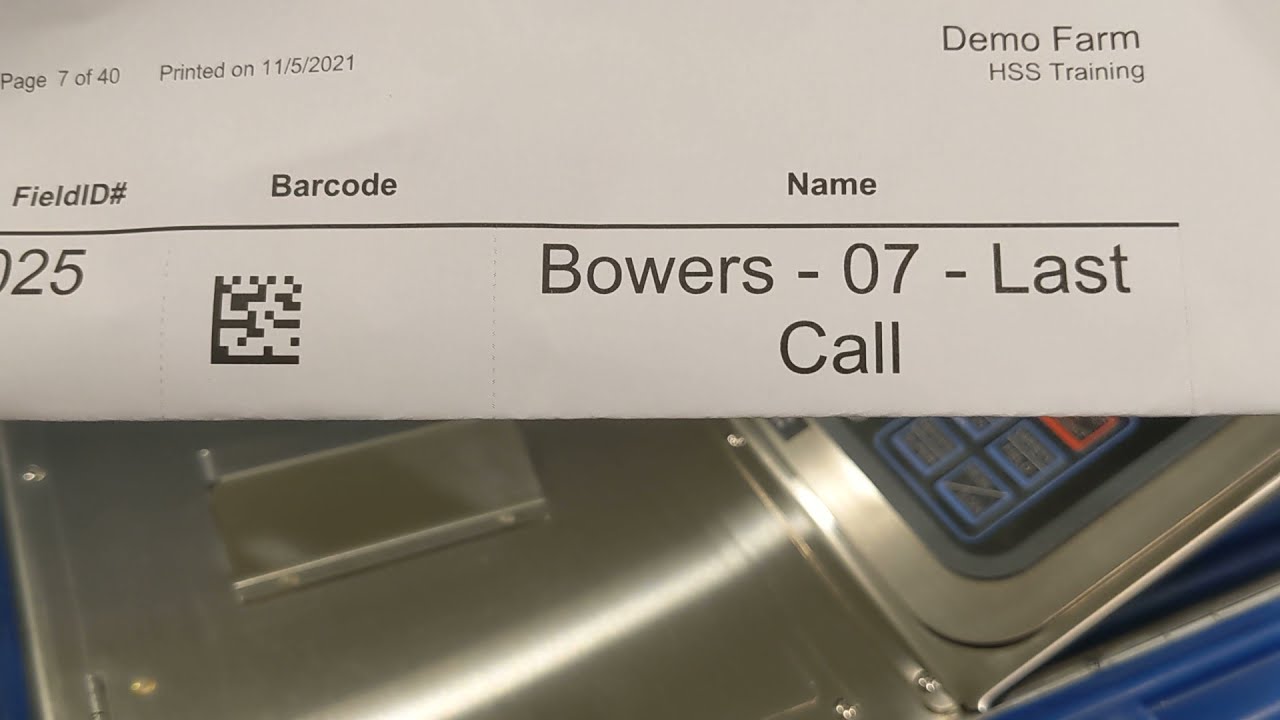 Demo Farm
HSS Training
Page 7 of 40 Printed on 11/5/2021
FieldID# Barcode Name
025 Bowers - 07 - Last
Call